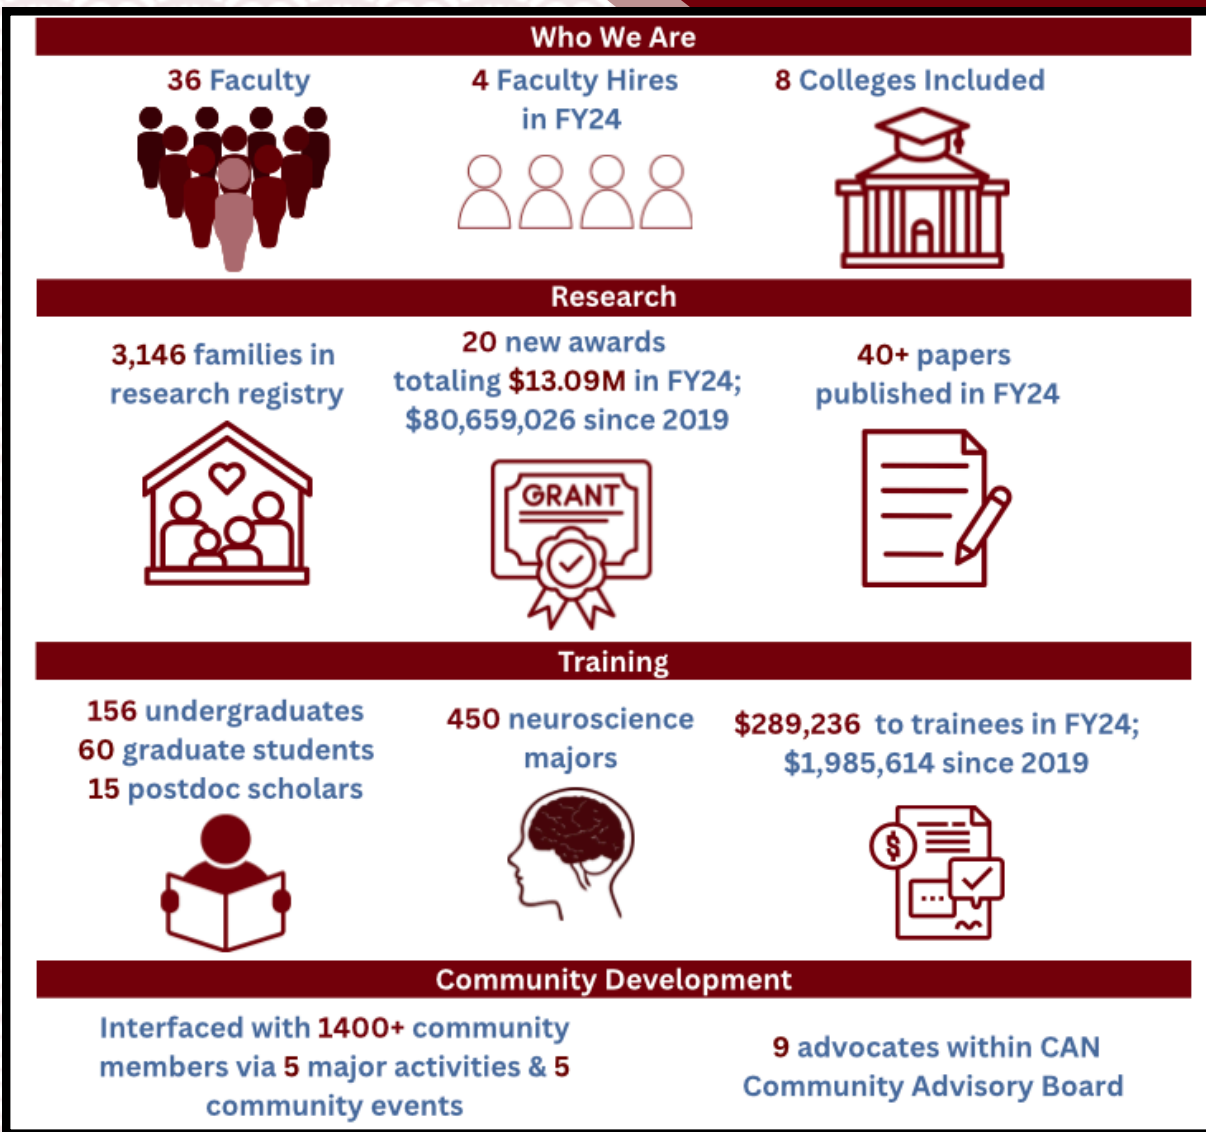 Who We Are
36 Faculty
4 Faculty Hires
in FY24
8 Colleges Included
Research
3,146 families in
research registry
20 new awards
totaling $13.09M in FY24;
$80,659,026 since 2019
GRANT
40+ papers
published in FY24
Training
156 undergraduates
60 graduate students
15 postdoc scholars
450 neuroscience
majors
$289,236 to trainees in FY24;
$1,985,614 since 2019
$
Community Development
Interfaced with 1400+ community
members via 5 major activities & 5
community events
9 advocates within CAN
Community Advisory Board